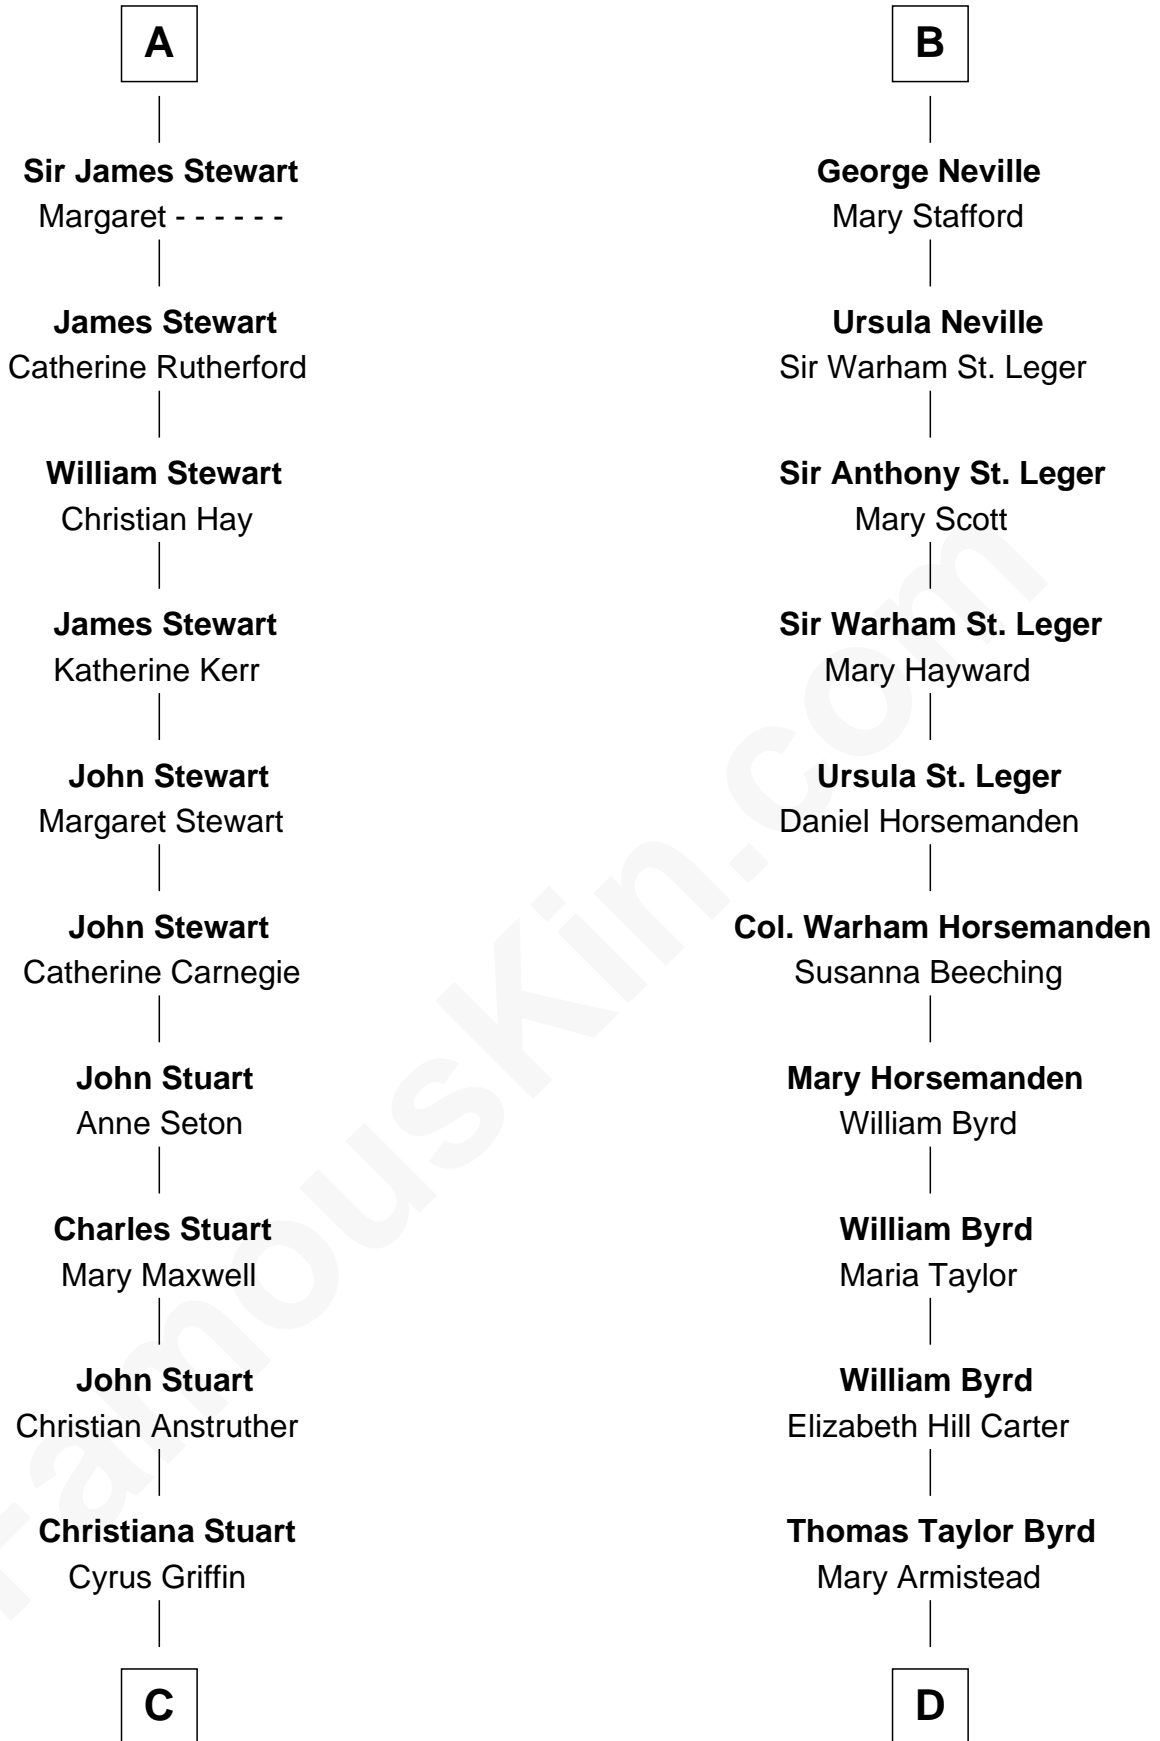 A
Sir James Stewart
Margaret - - - - - -
James Stewart
Catherine Rutherford
William Stewart
Christian Hay
James Stewart
Katherine Kerr
John Stewart
Margaret Stewart
John Stewart
Catherine Carnegie
John Stuart
Anne Seton
Charles Stuart
Mary Maxwell
John Stuart
Christian Anstruther
Christiana Stuart
Cyrus Griffin
C
B
George Neville
Mary Stafford
Ursula Neville
Sir Warham St. Leger
Sir Anthony St. Leger
Mary Scott
Sir Warham St. Leger
Mary Hayward
Ursula St. Leger
Daniel Horsemanden
Col. Warham Horsemanden
Susanna Beeching
Mary Horsemanden
William Byrd
William Byrd
Maria Taylor
William Byrd
Elizabeth Hill Carter
Thomas Taylor Byrd
Mary Armistead
D
FamousKin.com